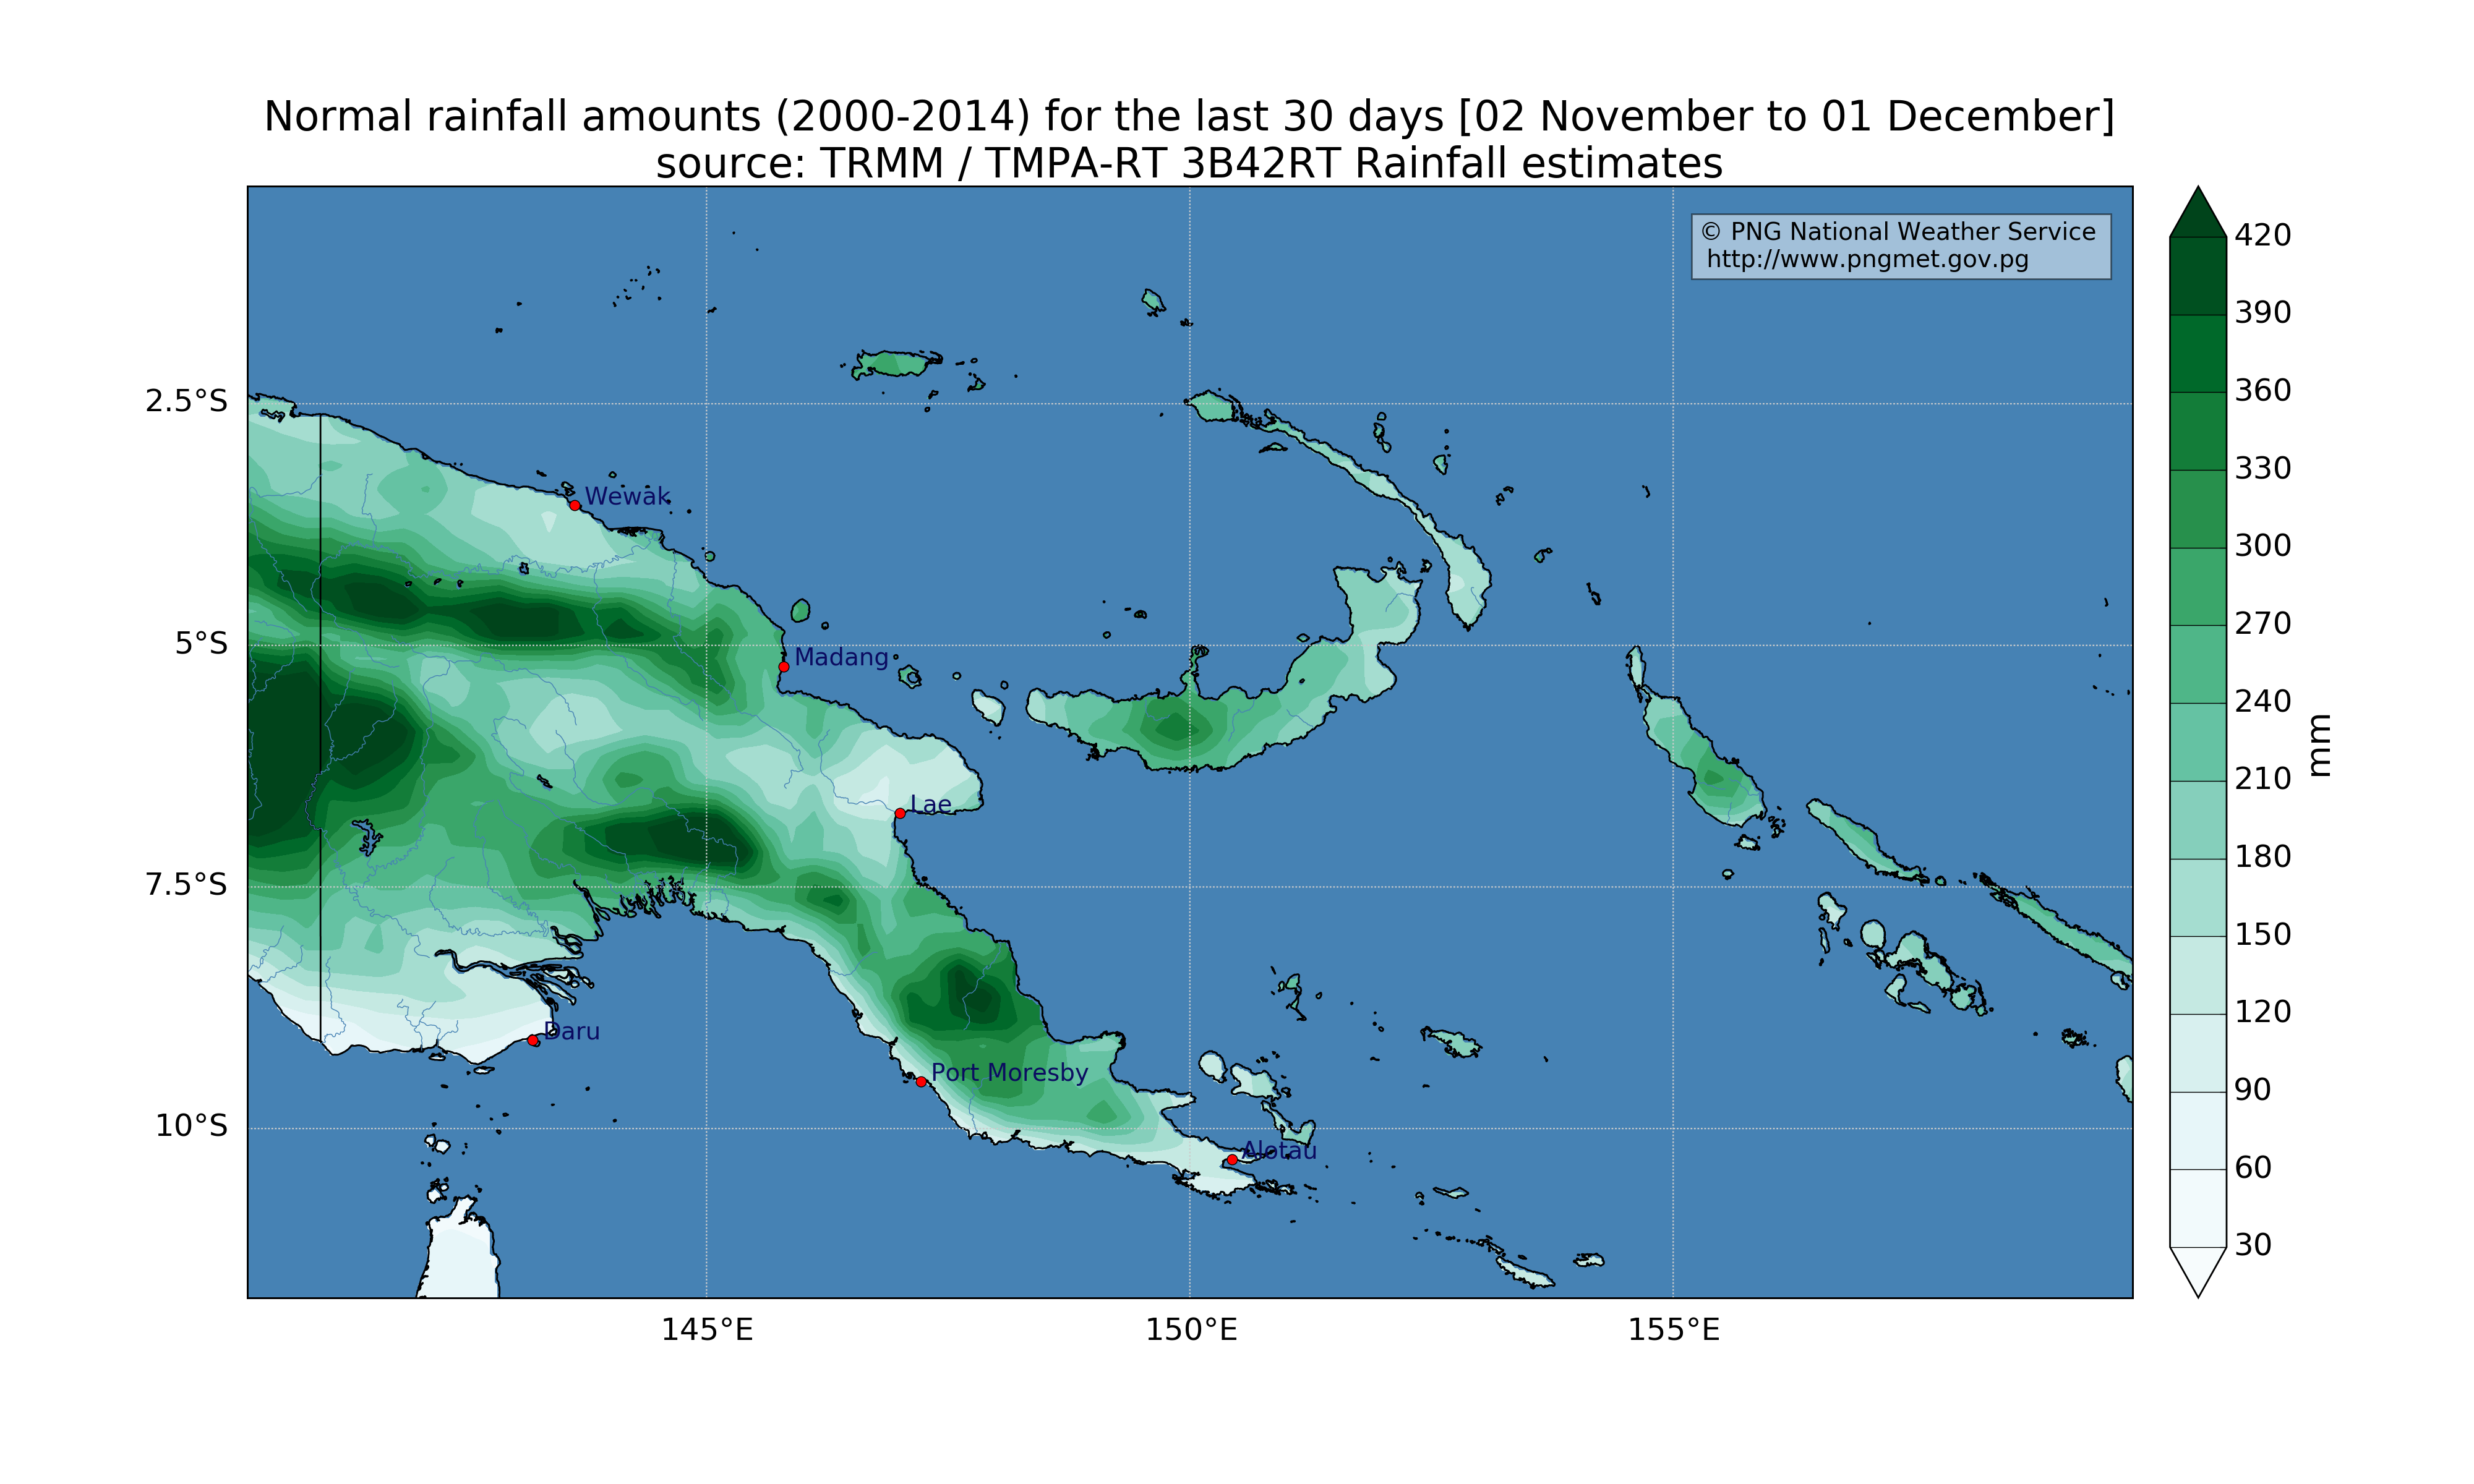 Normal rainfall amounts (2000-2014) for the last 30 days [02 November to 01 December]
source: TRMM / TMPA-RT 3B42RT Rainfall estimates
© PNG National Weather Service
http://www.pngmet.gov.pg
2.5°S
5°S
7.5°S
10°S
145°E
150°E
155°E
Wewak
Madang
Lae
Daru
Port Moresby
Alotau
420
390
360
330
300
270
240
210
180
150
120
90
60
30
mm